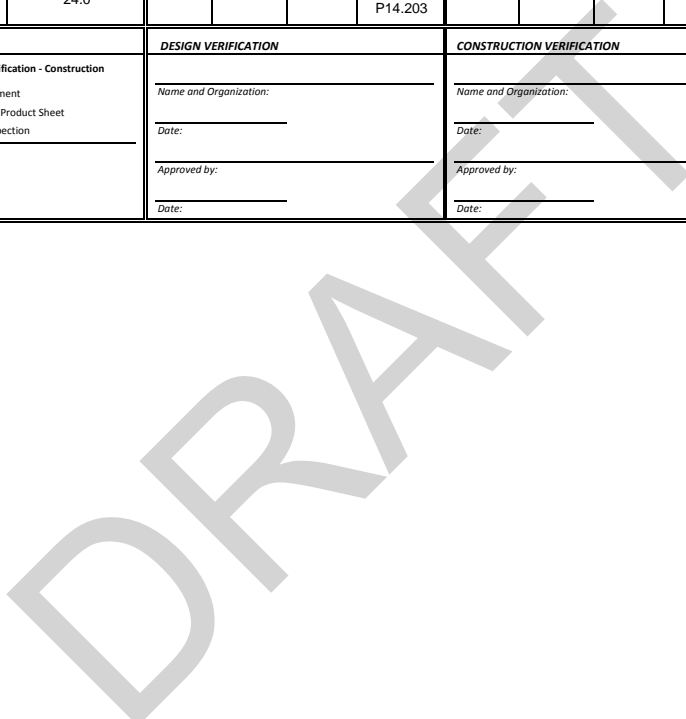 24.0
P14.203
DESIGN VERIFICATION
CONSTRUCTION VERIFICATION
ification - Construction
ment
Product Sheet
pection
Name and Organization:
Name and Organization:
Date:
Date:
Approved by:
Approved by:
Date:
Date:
DRAFT